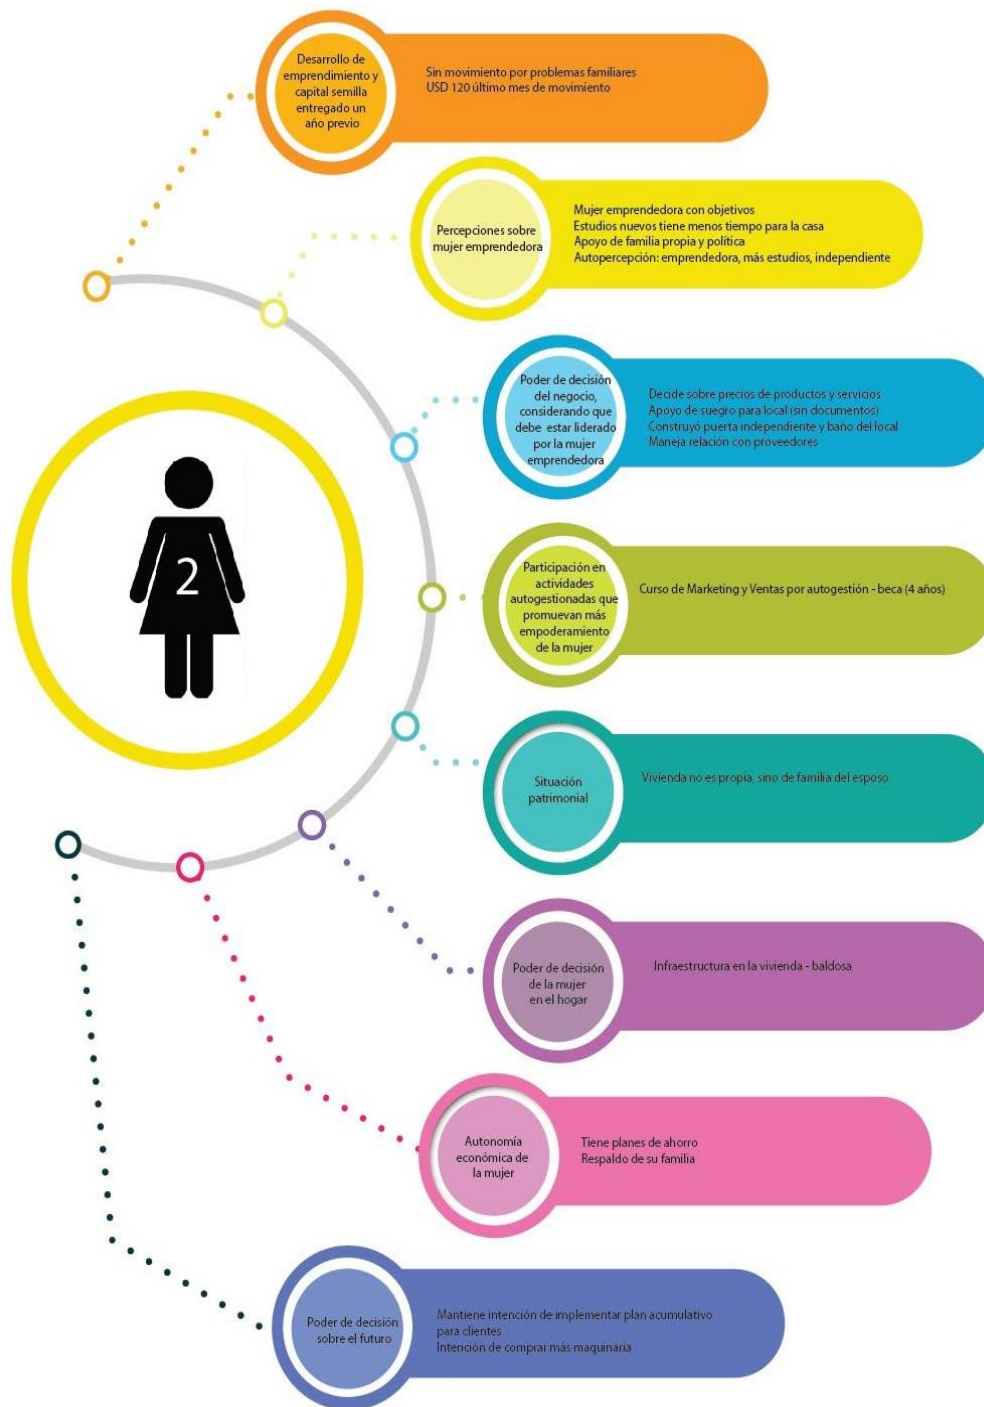 Desarrollo de
emprendimiento y
capital semilla
entregado un
año previo
Sin movimiento por problemas familiares
USD 120 último mes de movimiento
Percepciones sobre
mujer emprendedora
Mujer emprendedora con objetivos
Estudios nuevos tiene menos tiempo para la casa
Apoyo de familia propia y política
Autopercepción: emprendedora, más estudios, independiente
Poder de decisión
del negocio,
considerando que
debe estar liderado
por la mujer
emprendedora
Decide sobre precios de productos y servicios
Apoyo de suegro para local (sin documentos)
Construyó puerta independiente y baño del local
Maneja relación con proveedores
2
Participación en
actividades
autogestionadas que
promuevan más
empoderamiento
de la mujer
Curso de Marketing y Ventas por autogestión - beca (4 años)
Situación
patrimonial
Vivienda no es propia, sino de familia del esposo
Poder de decisión
de la mujer
en el hogar
Infraestructura en la vivienda - baldosa
Autonomía
económica de
la mujer
Tiene planes de ahorro
Respaldo de su familia
Poder de decisión
sobre el futuro
Mantiene intención de implementar plan acumulativo
para clientes
Intención de comprar más maquinaria